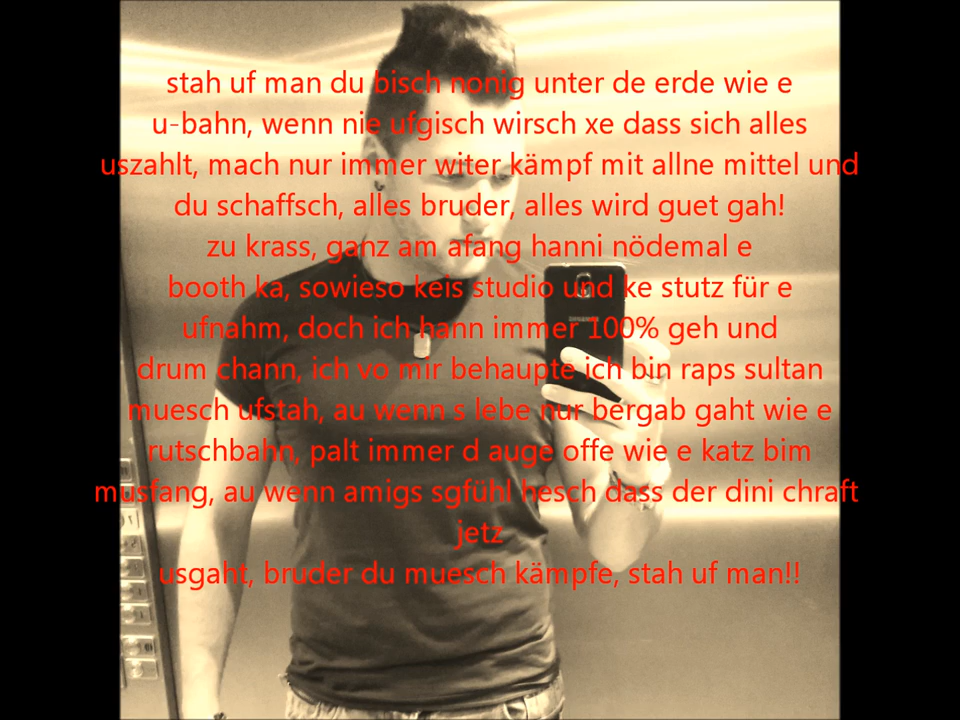 stah uf man du bisch nonig unter de erde wie e
u-bahn, wenn nie ufgisch wirsch xe dass sich alles
uszahlt, mach nur immer witer kämpf mit allne mittel und
du schaffsch, alles bruder, alles wird guet gah!
zu krass, ganz am afang hanni nödemal e
booth ka, sowieso keis studio und ke stutz für e
ufnahm, doch ich hann immer 100% geh und
drum chann, ich vo mir behaupte ich bin raps sultan
muesch ufstah, au wenn s lebe nur bergab gaht wie e
rutschbahn, palt immer d auge offe wie e katz bim
musfang, au wenn amigs sgfühl hesch dass der dini chraft
jetz
usgaht, bruder du muesch kämpfe, stah uf man!!